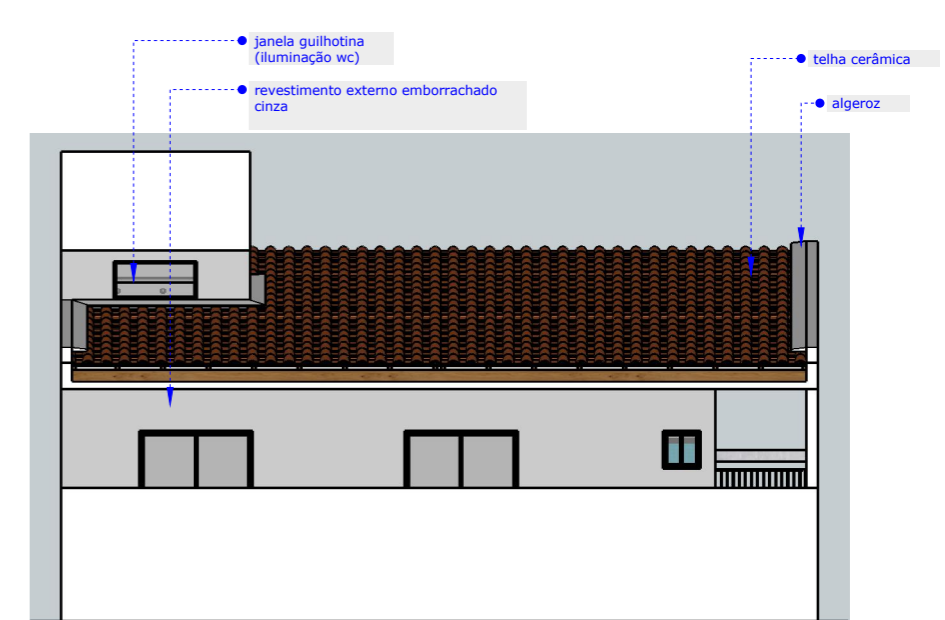 janela guilhotina
(iluminação wc)
telha cerâmica
revestimento externo emborrachado
cinza
algeroz